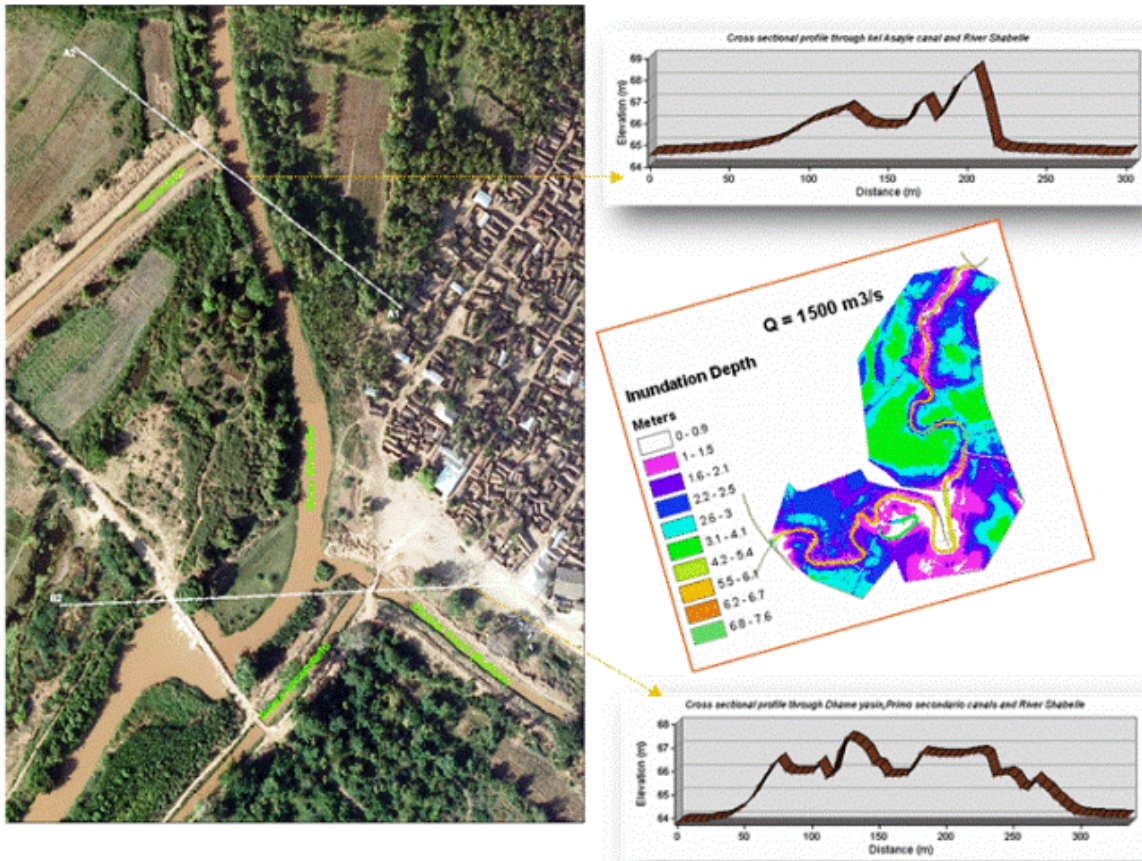 A2
A1
River Shabelle
B2
Cross sectional profile through kel Asayle canal and River Shabelle
Elevation (m)
69
68
67
66
65
64
0
50
100
150
200
250
300
Distance (m)
Q = 1500 m3/s
Inundation Depth
Meters
0 - 0.9
1 - 1.5
1.6 - 2.1
2.2 - 2.5
2.6 - 3
3.1 - 4.1
4.2 - 5.4
5.5 - 6.1
6.2 - 6.7
6.8 - 7.6
Cross sectional profile through Dhame yasin,Primo secondario canals and River Shabelle
Elevation (m)
68
67
66
65
64
0
50
100
150
200
250
300
Distance (m)